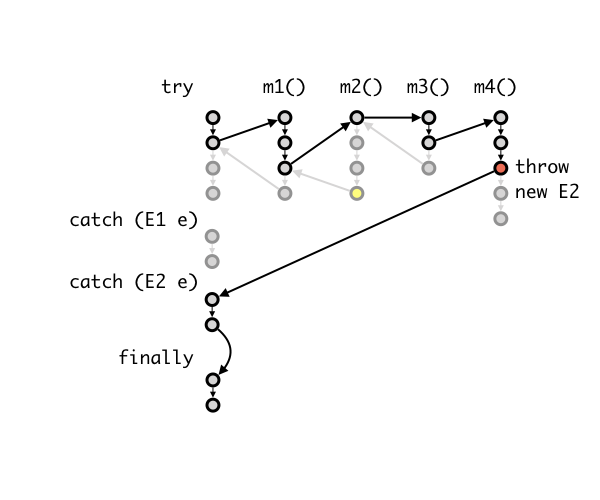 try m1() m2() m3() m4()
throw
new E2
catch (E1 e)
catch (E2 e)
finally